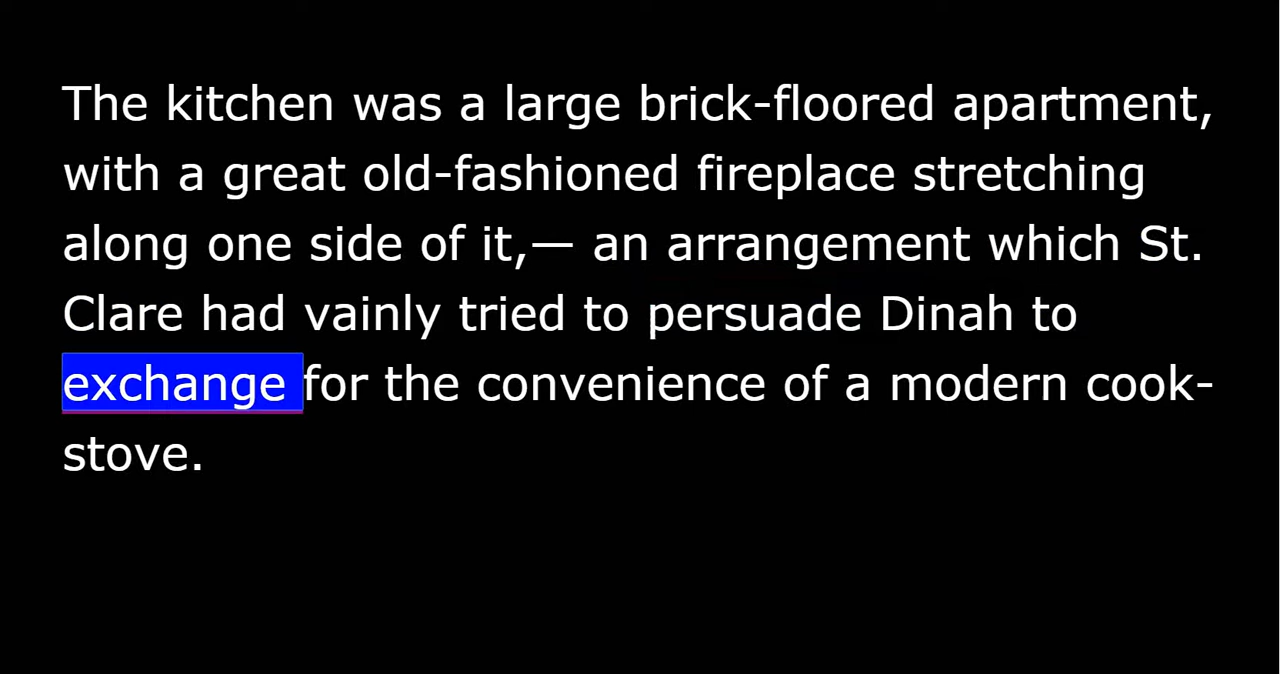 The kitchen was a large brick-floored apartment,
with a great old-fashioned fireplace stretching
along one side of it,— an arrangement which St.
Clare had vainly tried to persuade Dinah to
exchange for the convenience of a modern cook-
stove.